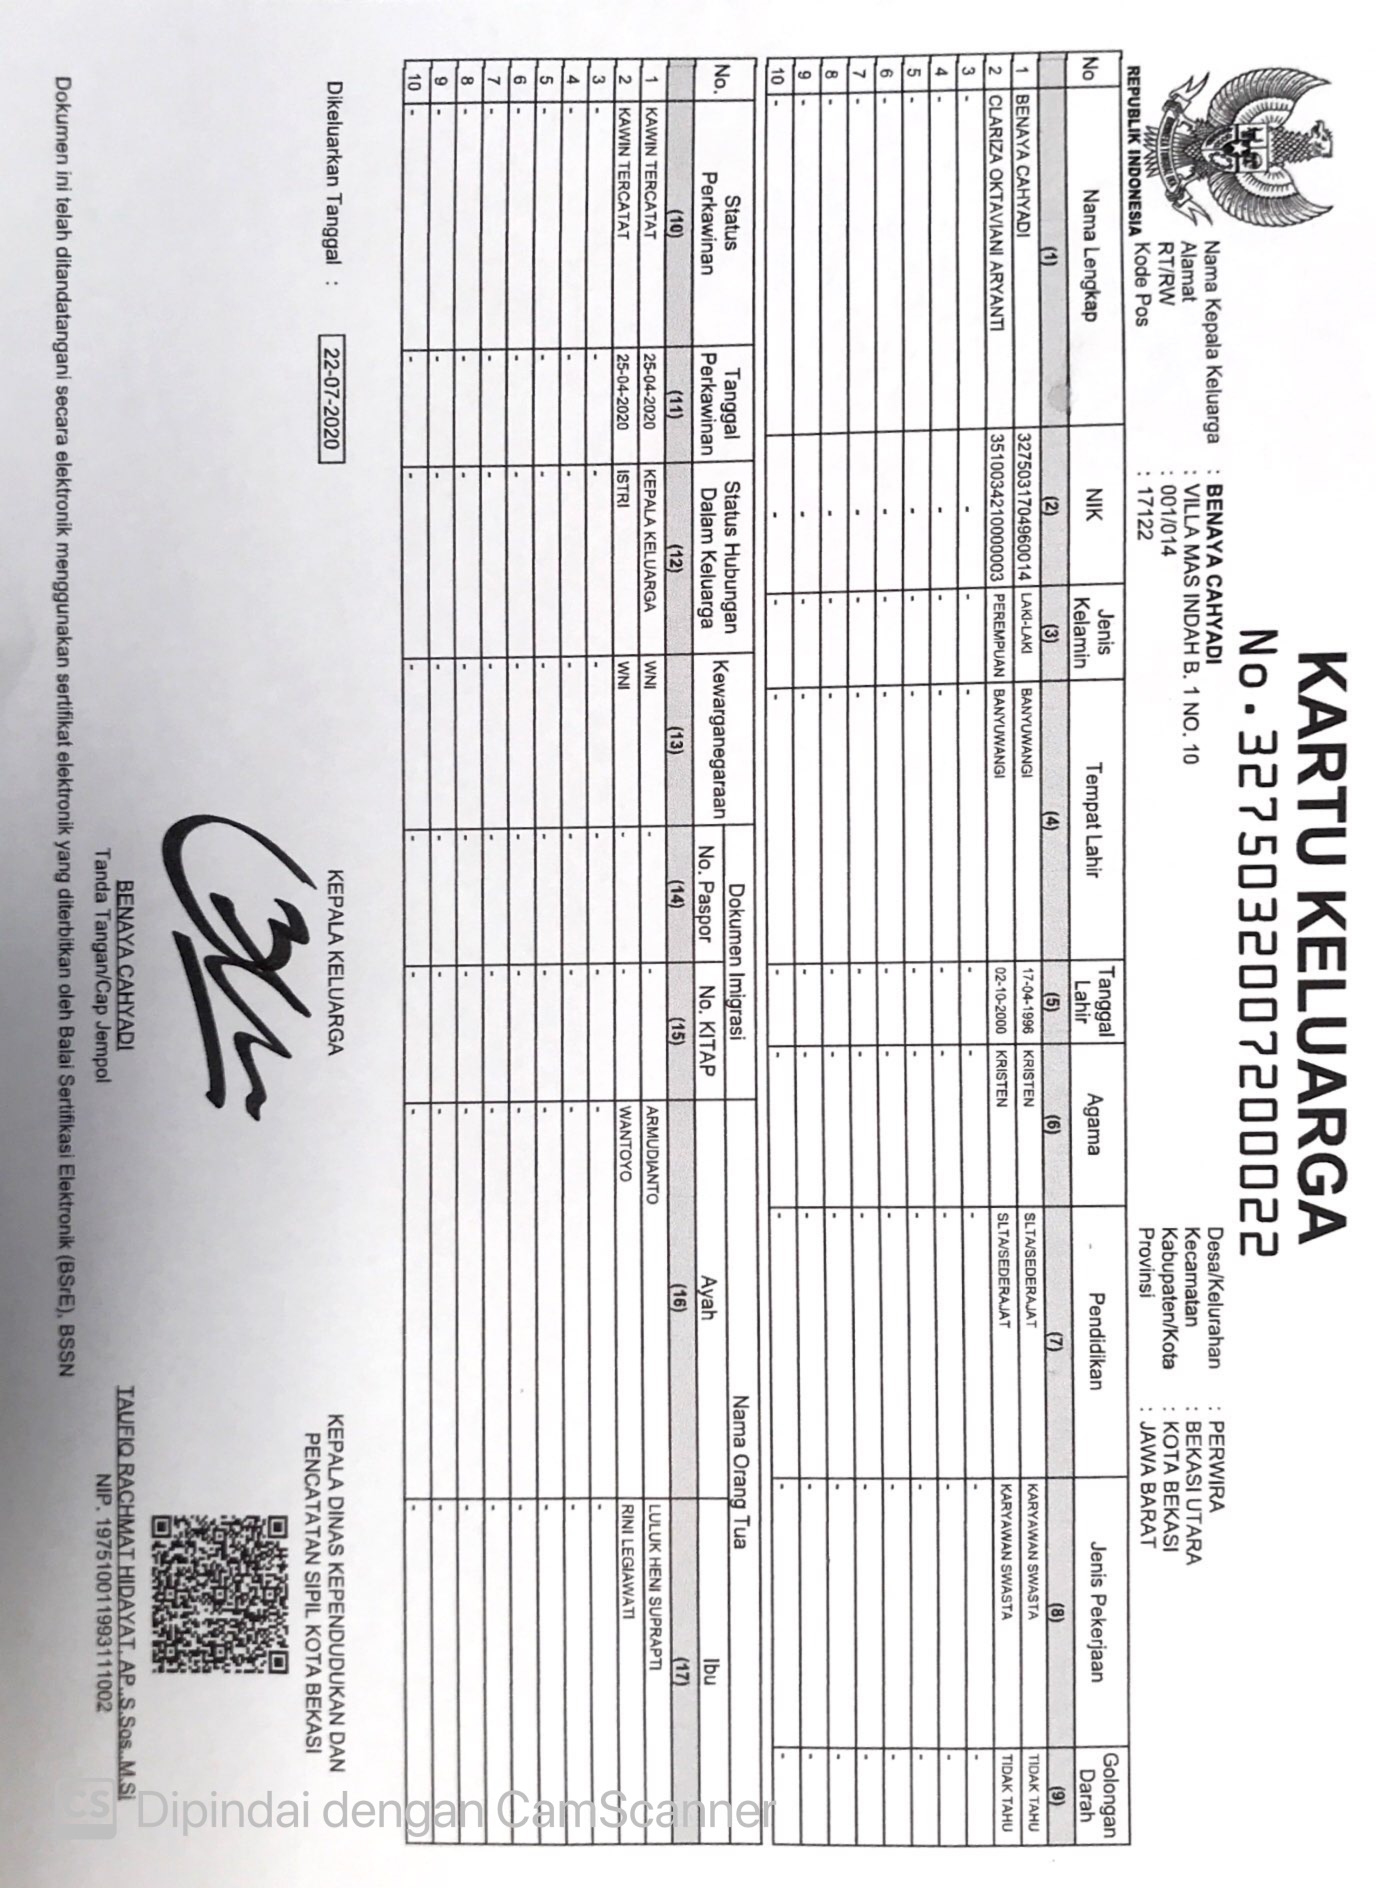 KARTU KELUARGA
No. 3275032007200022
REPUBLIK INDONESIA
Nama Kepala Keluarga : BENAYA CAHYADI
Alamat : VILLA MAS INDAH B. 1 NO. 10
RT/RW : 001/014
Kode Pos : 17122
Desa/Kelurahan : PERWIRA
Kecamatan : BEKASI UTARA
Kabupaten/Kota : KOTA BEKASI
Provinsi : JAWA BARAT
No Nama Lengkap NIK Jenis Kelamin Tempat Lahir Tanggal Lahir Agama Pendidikan Jenis Pekerjaan Golongan Darah
(1) (2) (3) (4) (5) (6) (7) (8) (9)
1 BENAYA CAHYADI 3275031704960014 LAKI-LAKI BANYUWANGI 17-04-1996 KRISTEN SLTA/SEDERAJAT KARYAWAN SWASTA TIDAK TAHU
2 CLARIZA OKTAVIANI ARYANTI 3510034210000003 PEREMPUAN BANYUWANGI 02-10-2000 KRISTEN SLTA/SEDERAJAT KARYAWAN SWASTA TIDAK TAHU
3 - - - - - - - - -
4 - - - - - - - - -
5 - - - - - - - - -
6 - - - - - - - - -
7 - - - - - - - - -
8 - - - - - - - - -
9 - - - - - - - - -
10 - - - - - - - - -
No. Status Perkawinan Tanggal Perkawinan Status Hubungan Dalam Keluarga Kewarganegaraan Dokumen Imigrasi Nama Orang Tua
No. Paspor No. KITAP Ayah Ibu
(10) (11) (12) (13) (14) (15) (16) (17)
1 KAWIN TERCATAT 25-04-2020 KEPALA KELUARGA WNI - - ARMUDIANTO LULUK HENI SUPRAPTI
2 KAWIN TERCATAT 25-04-2020 ISTRI WNI - - WANTOYO RINI LEGIAWATI
3 - - - - - - - -
4 - - - - - - - -
5 - - - - - - - -
6 - - - - - - - -
7 - - - - - - - -
8 - - - - - - - -
9 - - - - - - - -
10 - - - - - - - -
Dikeluarkan Tanggal : 22-07-2020
KEPALA KELUARGA
BENAYA CAHYADI
Tanda Tangan/Cap Jempol
KEPALA DINAS KEPENDUDUKAN DAN
PENCATATAN SIPIL KOTA BEKASI
TAUFIQ RACHMAT HIDAYAT, AP.,S.Sos.,M.Si
NIP. 197510011993111002
Dokumen ini telah ditandatangani secara elektronik menggunakan sertifikat elektronik yang diterbitkan oleh Balai Sertifikasi Elektronik (BSrE), BSSN
CS Dipindai dengan CamScanner